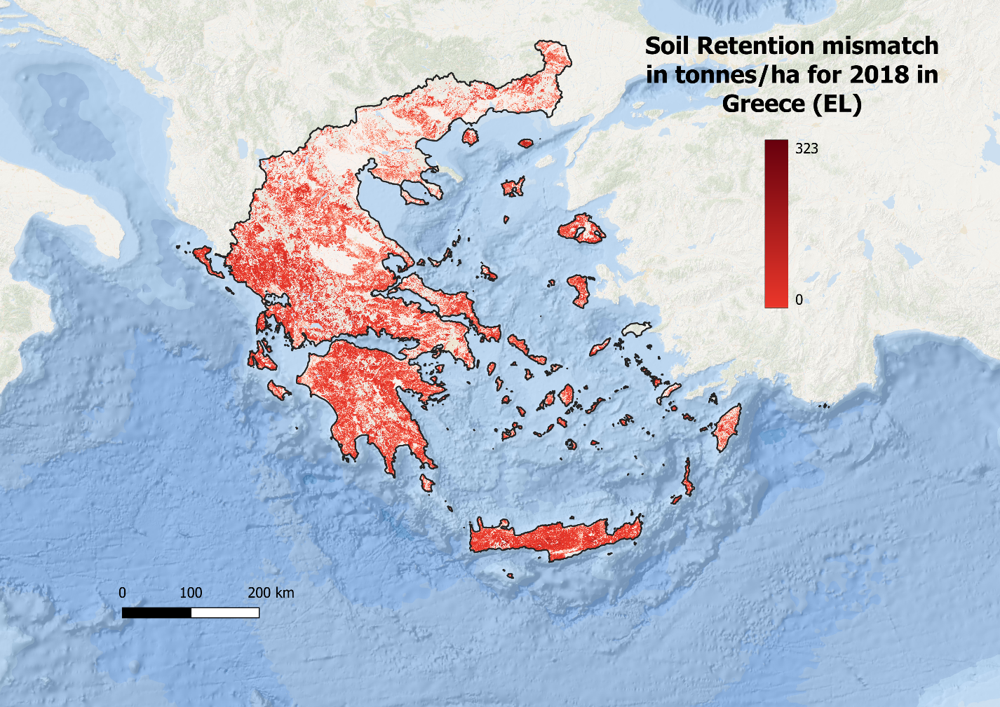 Soil Retention mismatch
in tonnes/ha for 2018 in
Greece (EL)
323
0
0 100 200 km